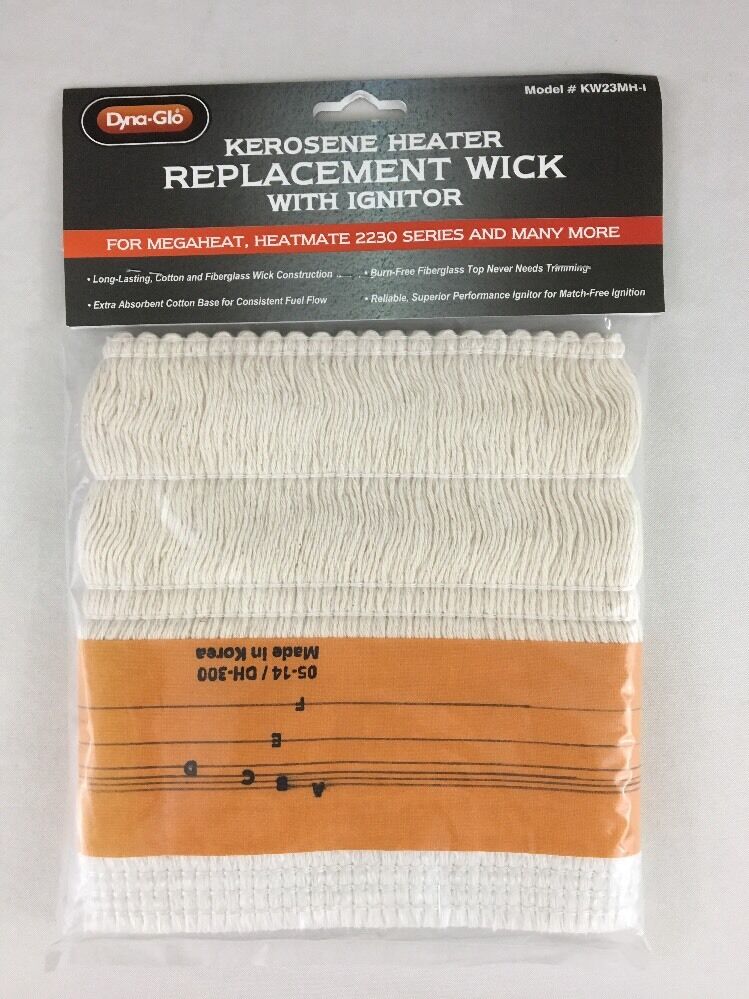 Model # KW23MH-I
Dyna-Glo
KEROSENE HEATER
REPLACEMENT WICK
WITH IGNITOR
FOR MEGAHEAT, HEATMATE 2230 SERIES AND MANY MORE
• Long-Lasting, Cotton and Fiberglass Wick Construction
• Burn-Free Fiberglass Top Never Needs Trimming
• Extra Absorbent Cotton Base for Consistent Fuel Flow
• Reliable, Superior Performance Ignitor for Match-Free Ignition
A
B
C
D
E
F
05-14 / DH-300
Made In Korea